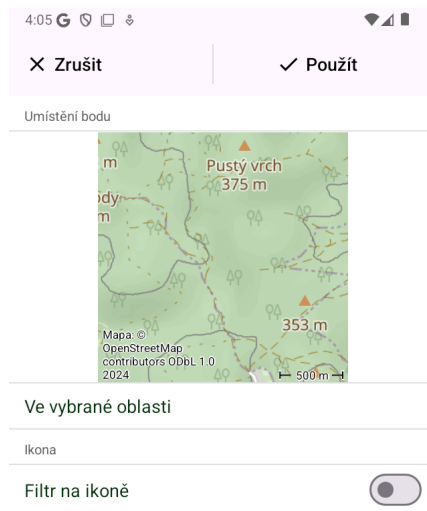 4:05
Zrušit
Použít
Umístění bodu
m
Pustý vrch
375 m
ody
m
353 m
Mapa: ©
OpenStreetMap
contributors ODbL 1.0
2024
500 m
Ve vybrané oblasti
Ikona
Filtr na ikoně